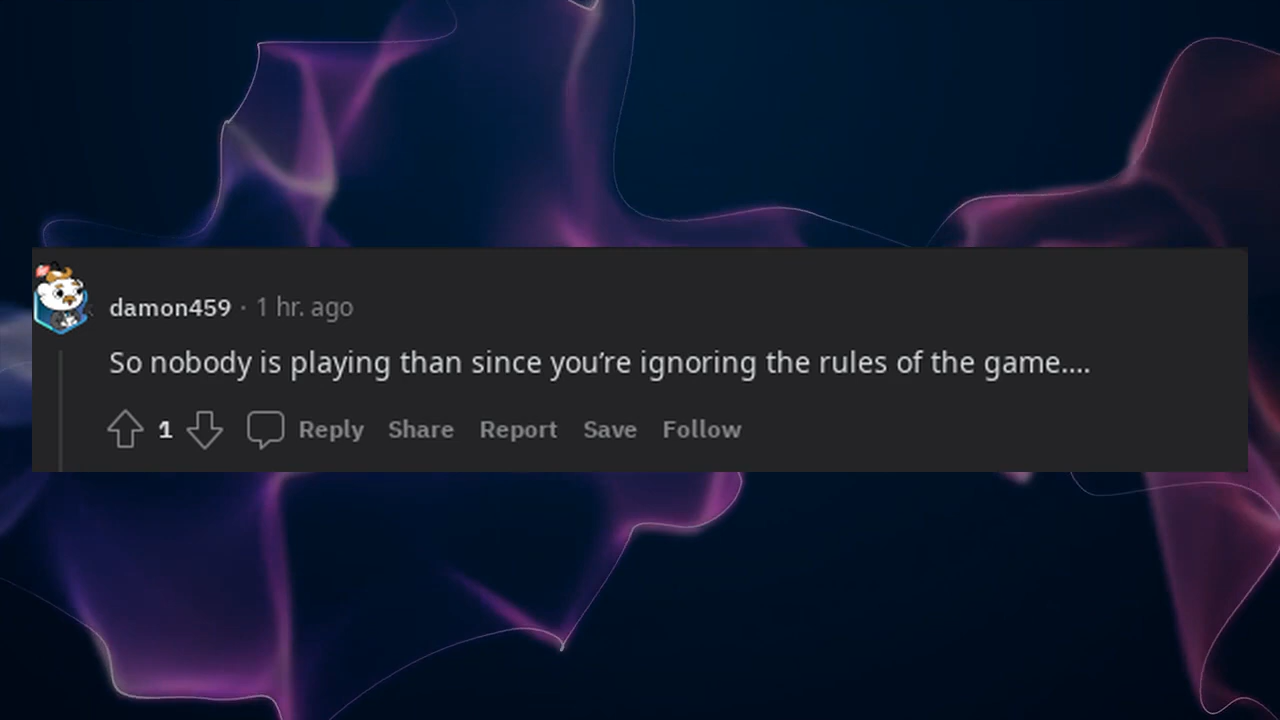 damon459 · 1 hr. ago
So nobody is playing than since you’re ignoring the rules of the game....
1 Reply Share Report Save Follow